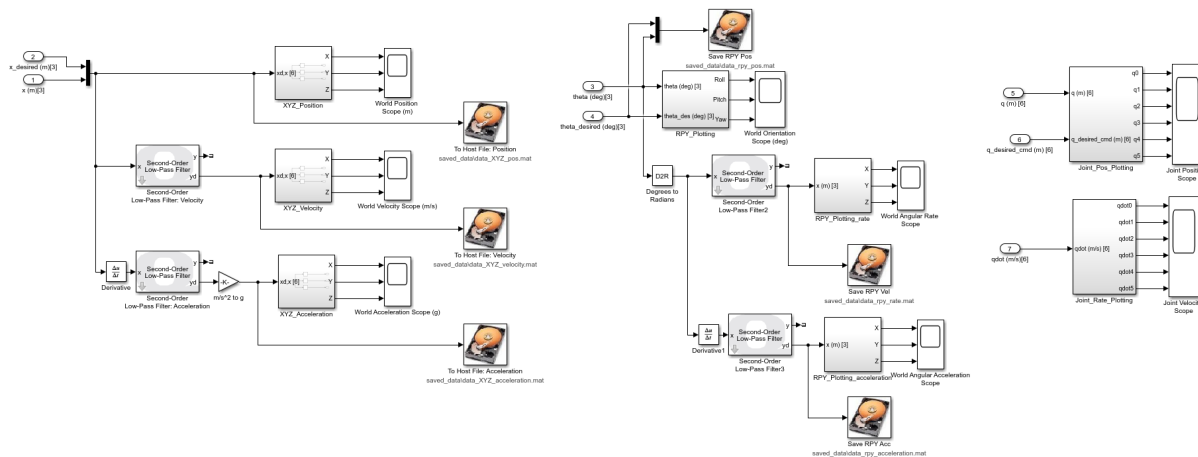 2
x_desired (m)[3]
1
x (m)[3]
xd,x [6]
X
Y
Z
XYZ_Position
World Position
Scope (m)
To Host File: Position
saved_data\data_XYZ_pos.mat
x
Second-Order
Low-Pass Filter
y
yd
Second-Order
Low-Pass Filter: Velocity
xd,x [6]
X
Y
Z
XYZ_Velocity
World Velocity Scope (m/s)
To Host File: Velocity
saved_data\data_XYZ_velocity.mat
Δu
Δt
Derivative
x
Second-Order
Low-Pass Filter
y
yd
Second-Order
Low-Pass Filter: Acceleration
-K-
m/s^2 to g
xd,x [6]
X
Y
Z
XYZ_Acceleration
World Acceleration Scope (g)
To Host File: Acceleration
saved_data\data_XYZ_acceleration.mat
Save RPY Pos
saved_data\data_rpy_pos.mat
3
theta (deg)[3]
4
theta_desired (deg)[3]
theta (deg) [3]
theta_des (deg) [3]
Roll
Pitch
Yaw
RPY_Plotting
World Orientation
Scope (deg)
D2R
Degrees to
Radians
x
Second-Order
Low-Pass Filter
y
yd
Second-Order
Low-Pass Filter2
x (m) [3]
X
Y
Z
RPY_Plotting_rate
World Angular Rate
Scope
Save RPY Vel
saved_data\data_rpy_rate.mat
Δu
Δt
Derivative1
x
Second-Order
Low-Pass Filter
y
yd
Second-Order
Low-Pass Filter3
x (m) [3]
X
Y
Z
RPY_Plotting_acceleration
World Angular Acceleration
Scope
Save RPY Acc
saved_data\data_rpy_acceleration.mat
5
q (m) [6]
6
q_desired_cmd (m) [6]
q (m) [6]
q_desired_cmd (m) [6]
q0
q1
q2
q3
q4
q5
Joint_Pos_Plotting
Joint Positi
Scope
7
qdot (m/s)[6]
qdot (m/s) [6]
qdot0
qdot1
qdot2
qdot3
qdot4
qdot5
Joint_Rate_Plotting
Joint Veloci
Scope